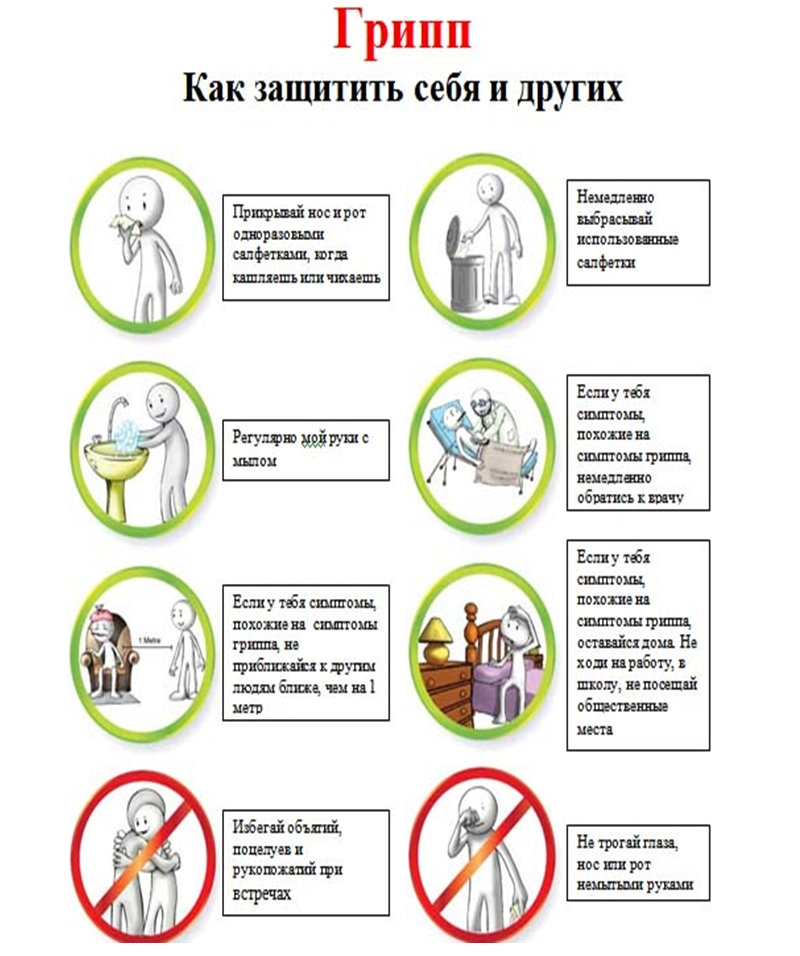 Грипп
Как защитить себя и других
Прикрывай нос и рот
одноразовыми
салфетками, когда
кашляешь или чихаешь
Немедленно
выбрасывай
использованные
салфетки
Регулярно мой руки с
мылом
Если у тебя
симптомы,
похожие на
симптомы гриппа,
немедленно
обратись к врачу
Если у тебя симптомы,
похожие на симптомы
гриппа, не
приближайся к другим
людям ближе, чем на 1
метр
1 Metre
Если у тебя
симптомы,
похожие на
симптомы гриппа,
оставайся дома. Не
ходи на работу, в
школу, не посещай
общественные
места
Избегай объятий,
поцелуев и
рукопожатий при
встречах
Не трогай глаза,
нос или рот
немытыми руками